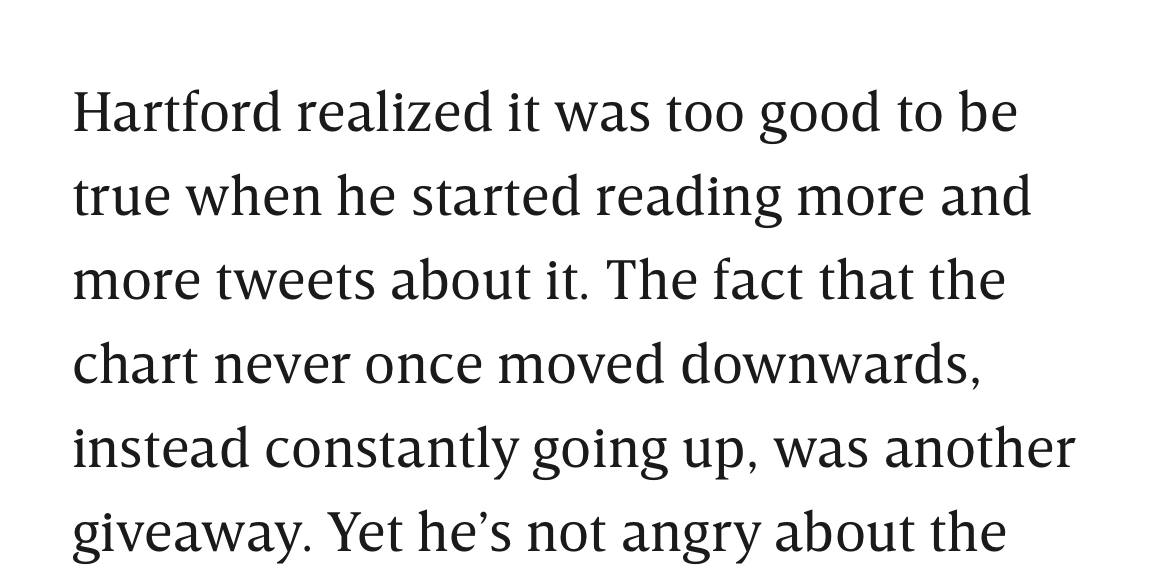 Hartford realized it was too good to be
true when he started reading more and
more tweets about it. The fact that the
chart never once moved downwards,
instead constantly going up, was another
giveaway. Yet he’s not angry about the